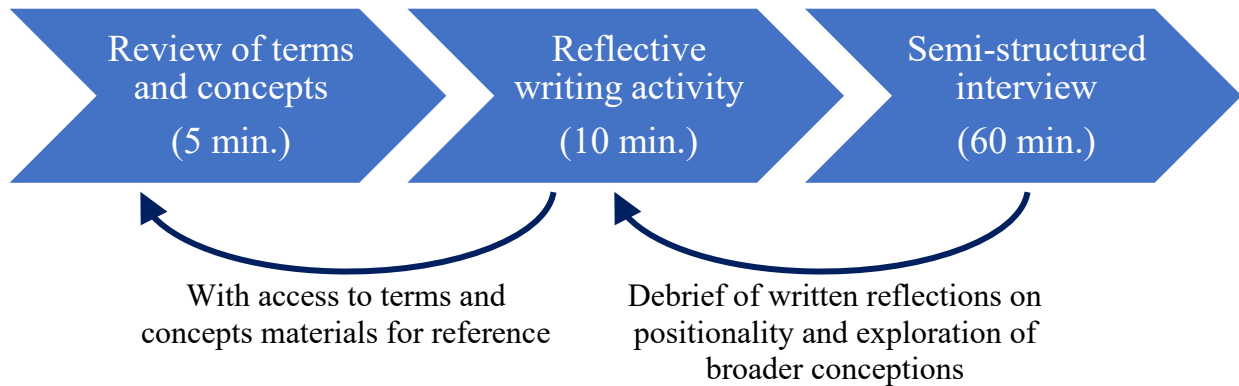 Review of terms
and concepts
(5 min.)
Reflective
writing activity
(10 min.)
Semi-structured
interview
(60 min.)
With access to terms and
concepts materials for reference
Debrief of written reflections on
positionality and exploration of
broader conceptions